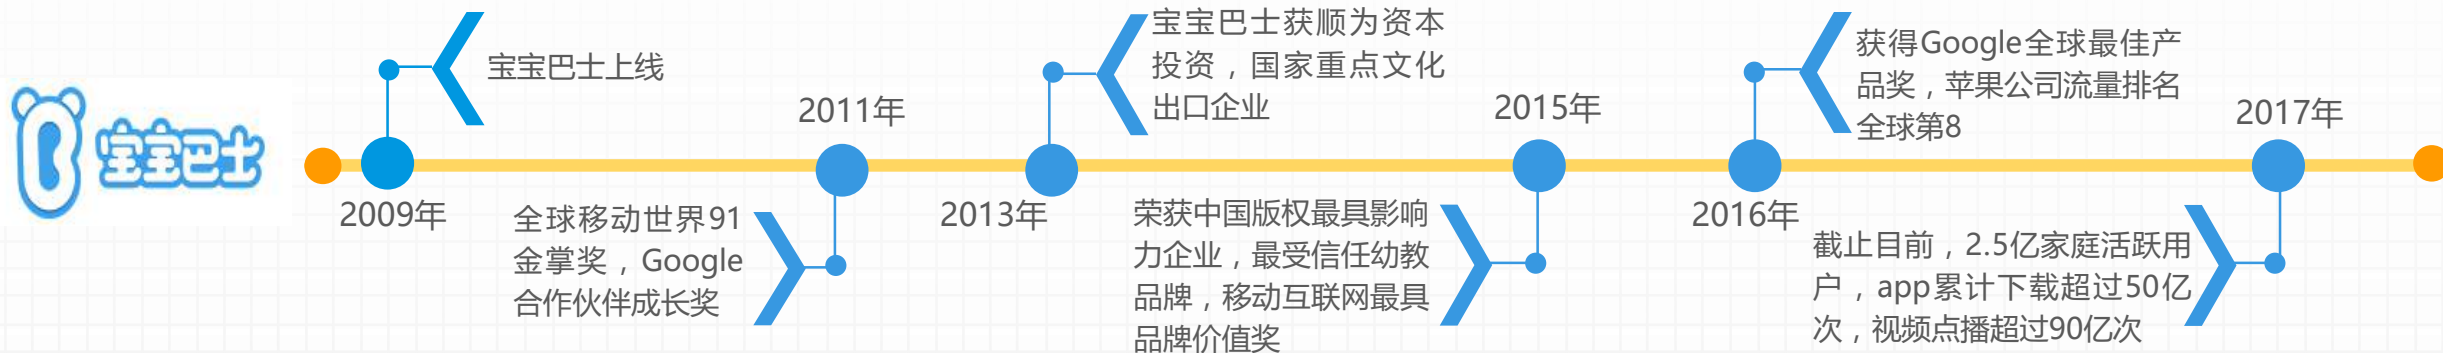 宝宝巴士
宝宝巴士上线
2009年
2011年
全球移动世界91
金掌奖，Google
合作伙伴成长奖
宝宝巴士获顺为资本
投资，国家重点文化
出口企业
2013年
2015年
荣获中国版权最具影响
力企业，最受信任幼教
品牌，移动互联网最具
品牌价值奖
获得Google全球最佳产
品奖，苹果公司流量排名
全球第8
2016年
2017年
截止目前，2.5亿家庭活跃用
户，app累计下载超过50亿
次，视频点播超过90亿次